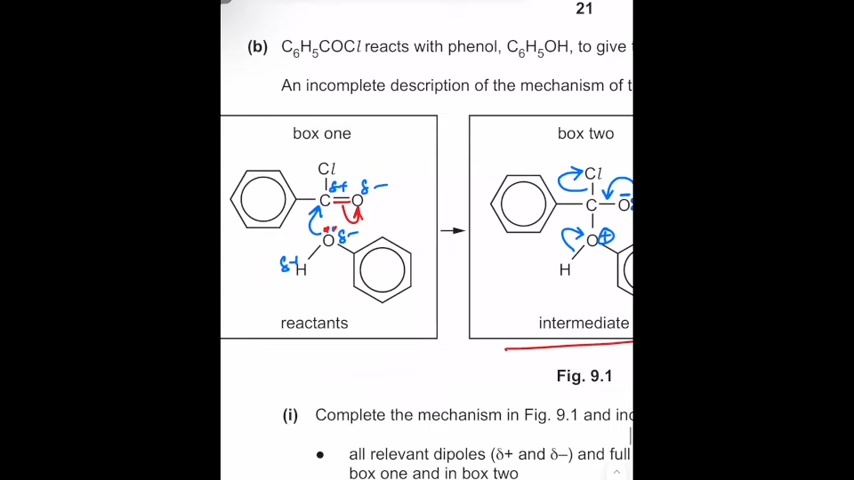 21
(b) C6H5COCl reacts with phenol, C6H5OH, to give
An incomplete description of the mechanism of t
box one
box two
Cl
δ+ δ−
C=O
O δ−
δ+
H
Cl
C−O
O⊕
H
reactants
intermediate
Fig. 9.1
(i) Complete the mechanism in Fig. 9.1 and inc
• all relevant dipoles (δ+ and δ–) and full
box one and in box two